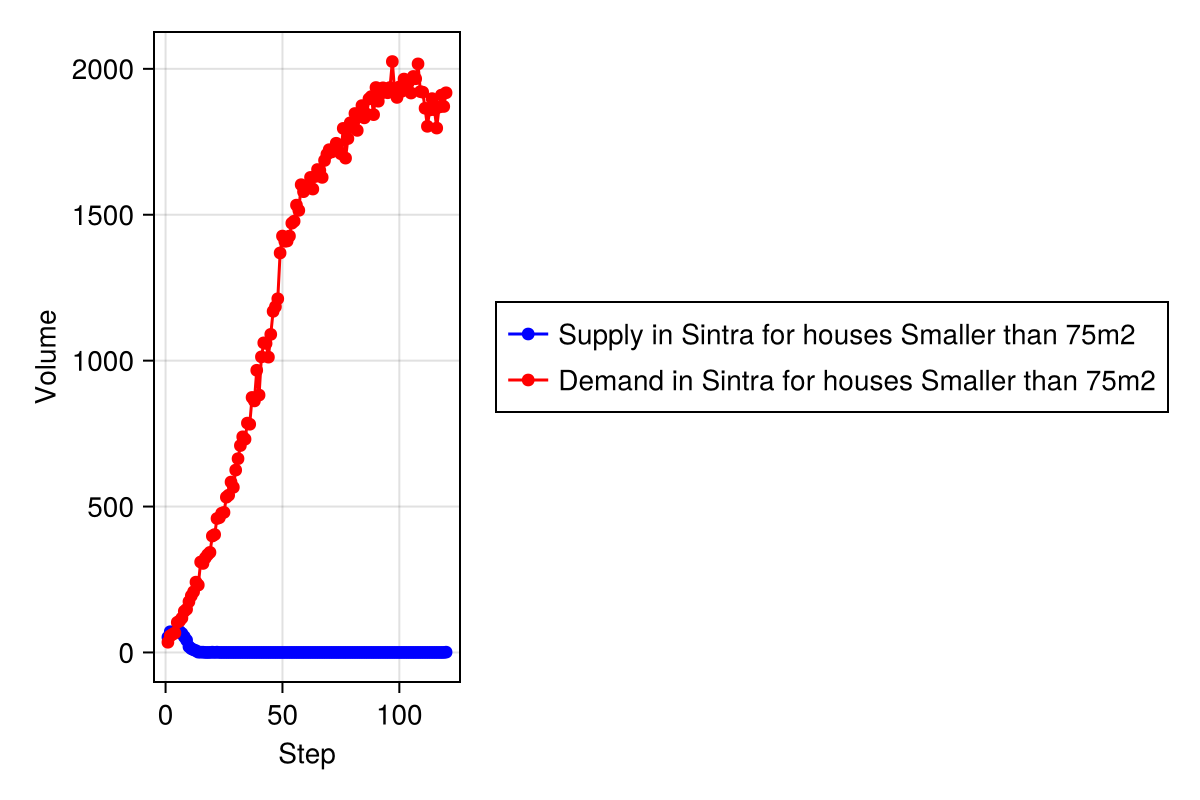 2000
1500
1000
500
0
Volume
0 50 100
Step
Supply in Sintra for houses Smaller than 75m2
Demand in Sintra for houses Smaller than 75m2